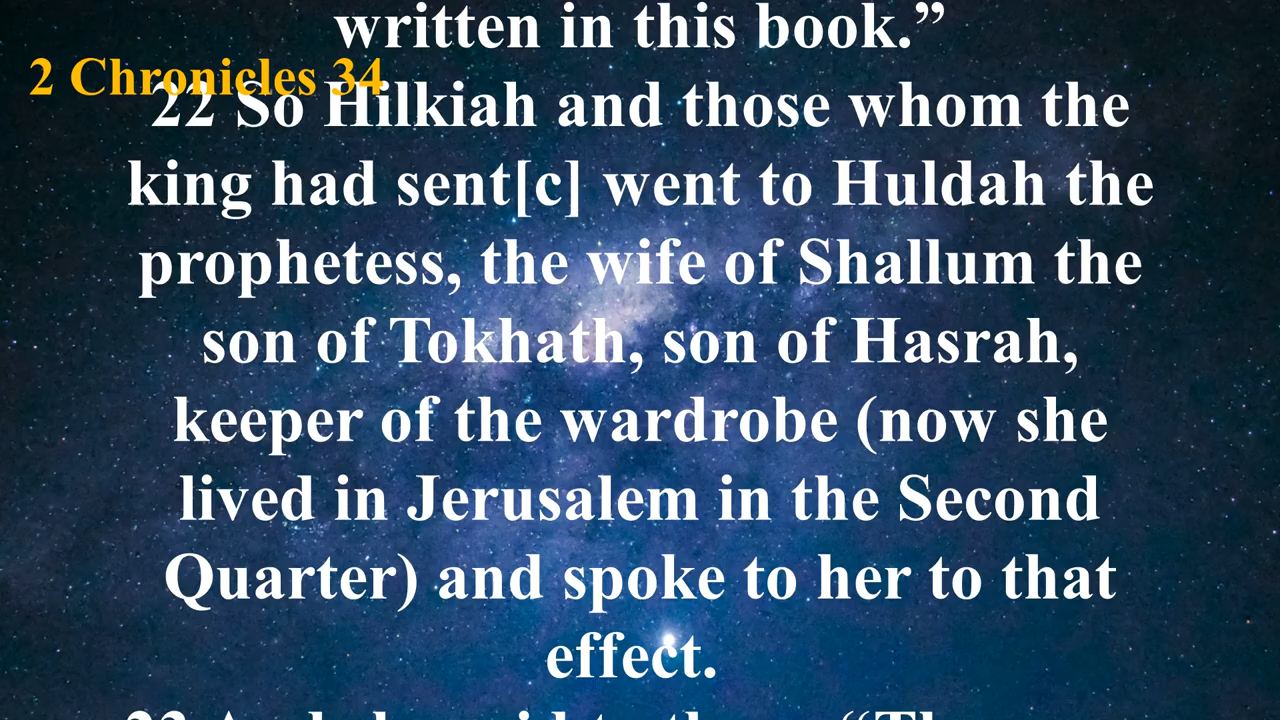 written in this book.”
2 Chronicles 34
22 So Hilkiah and those whom the
king had sent[c] went to Huldah the
prophetess, the wife of Shallum the
son of Tokhath, son of Hasrah,
keeper of the wardrobe (now she
lived in Jerusalem in the Second
Quarter) and spoke to her to that
effect.